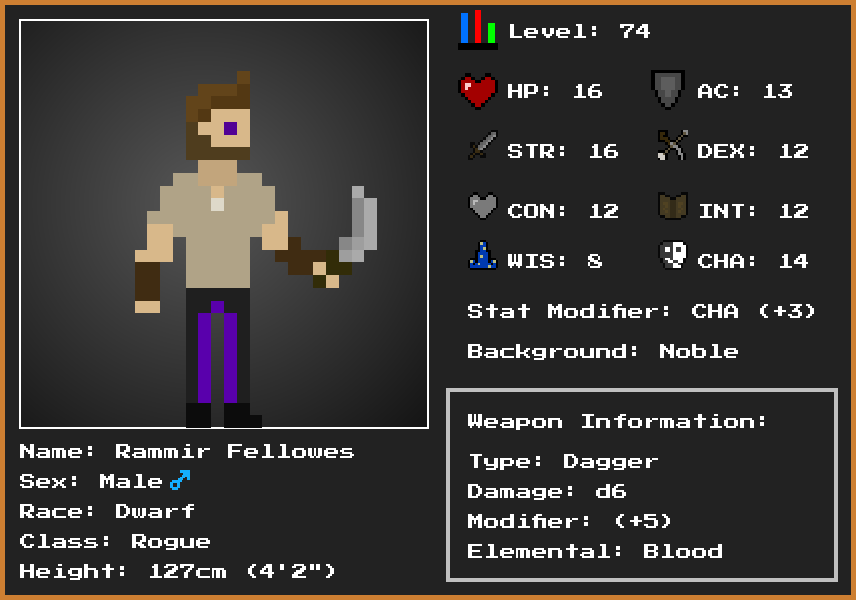 Level: 74
HP: 16
AC: 13
STR: 16
DEX: 12
CON: 12
INT: 12
WIS: 8
CHA: 14
Stat Modifier: CHA (+3)
Background: Noble
Weapon Information:
Type: Dagger
Damage: d6
Modifier: (+5)
Elemental: Blood
Name: Rammir Fellowes
Sex: Male♂
Race: Dwarf
Class: Rogue
Height: 127cm (4'2")